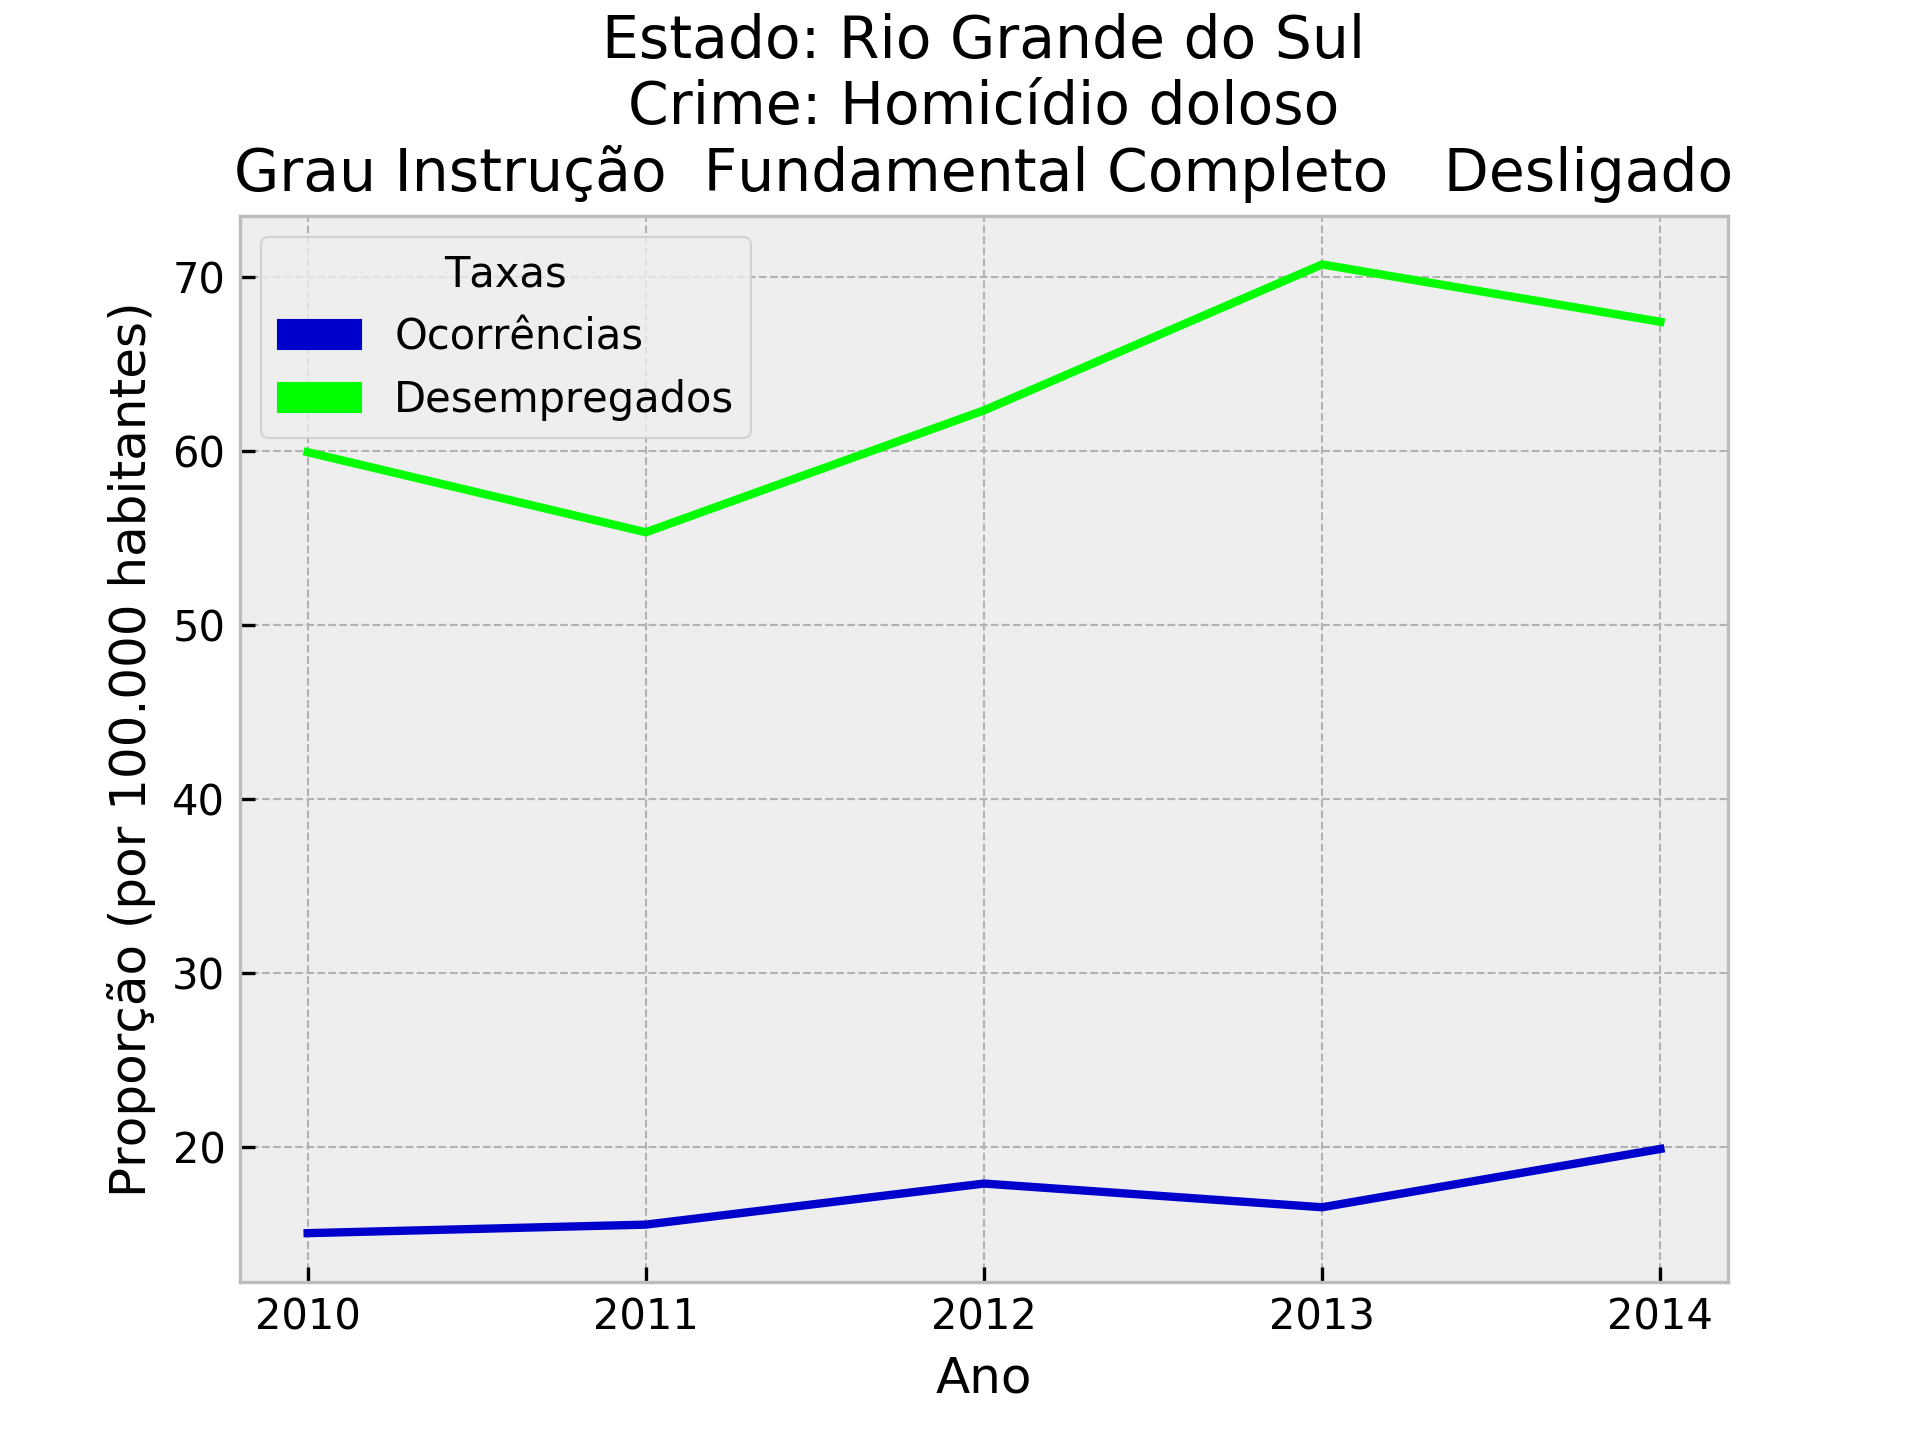 Estado: Rio Grande do Sul
Crime: Homicídio doloso
Grau Instrução  Fundamental Completo   Desligado
Proporção (por 100.000 habitantes)
70
60
50
40
30
20
Taxas
Ocorrências
Desempregados
2010 2011 2012 2013 2014
Ano